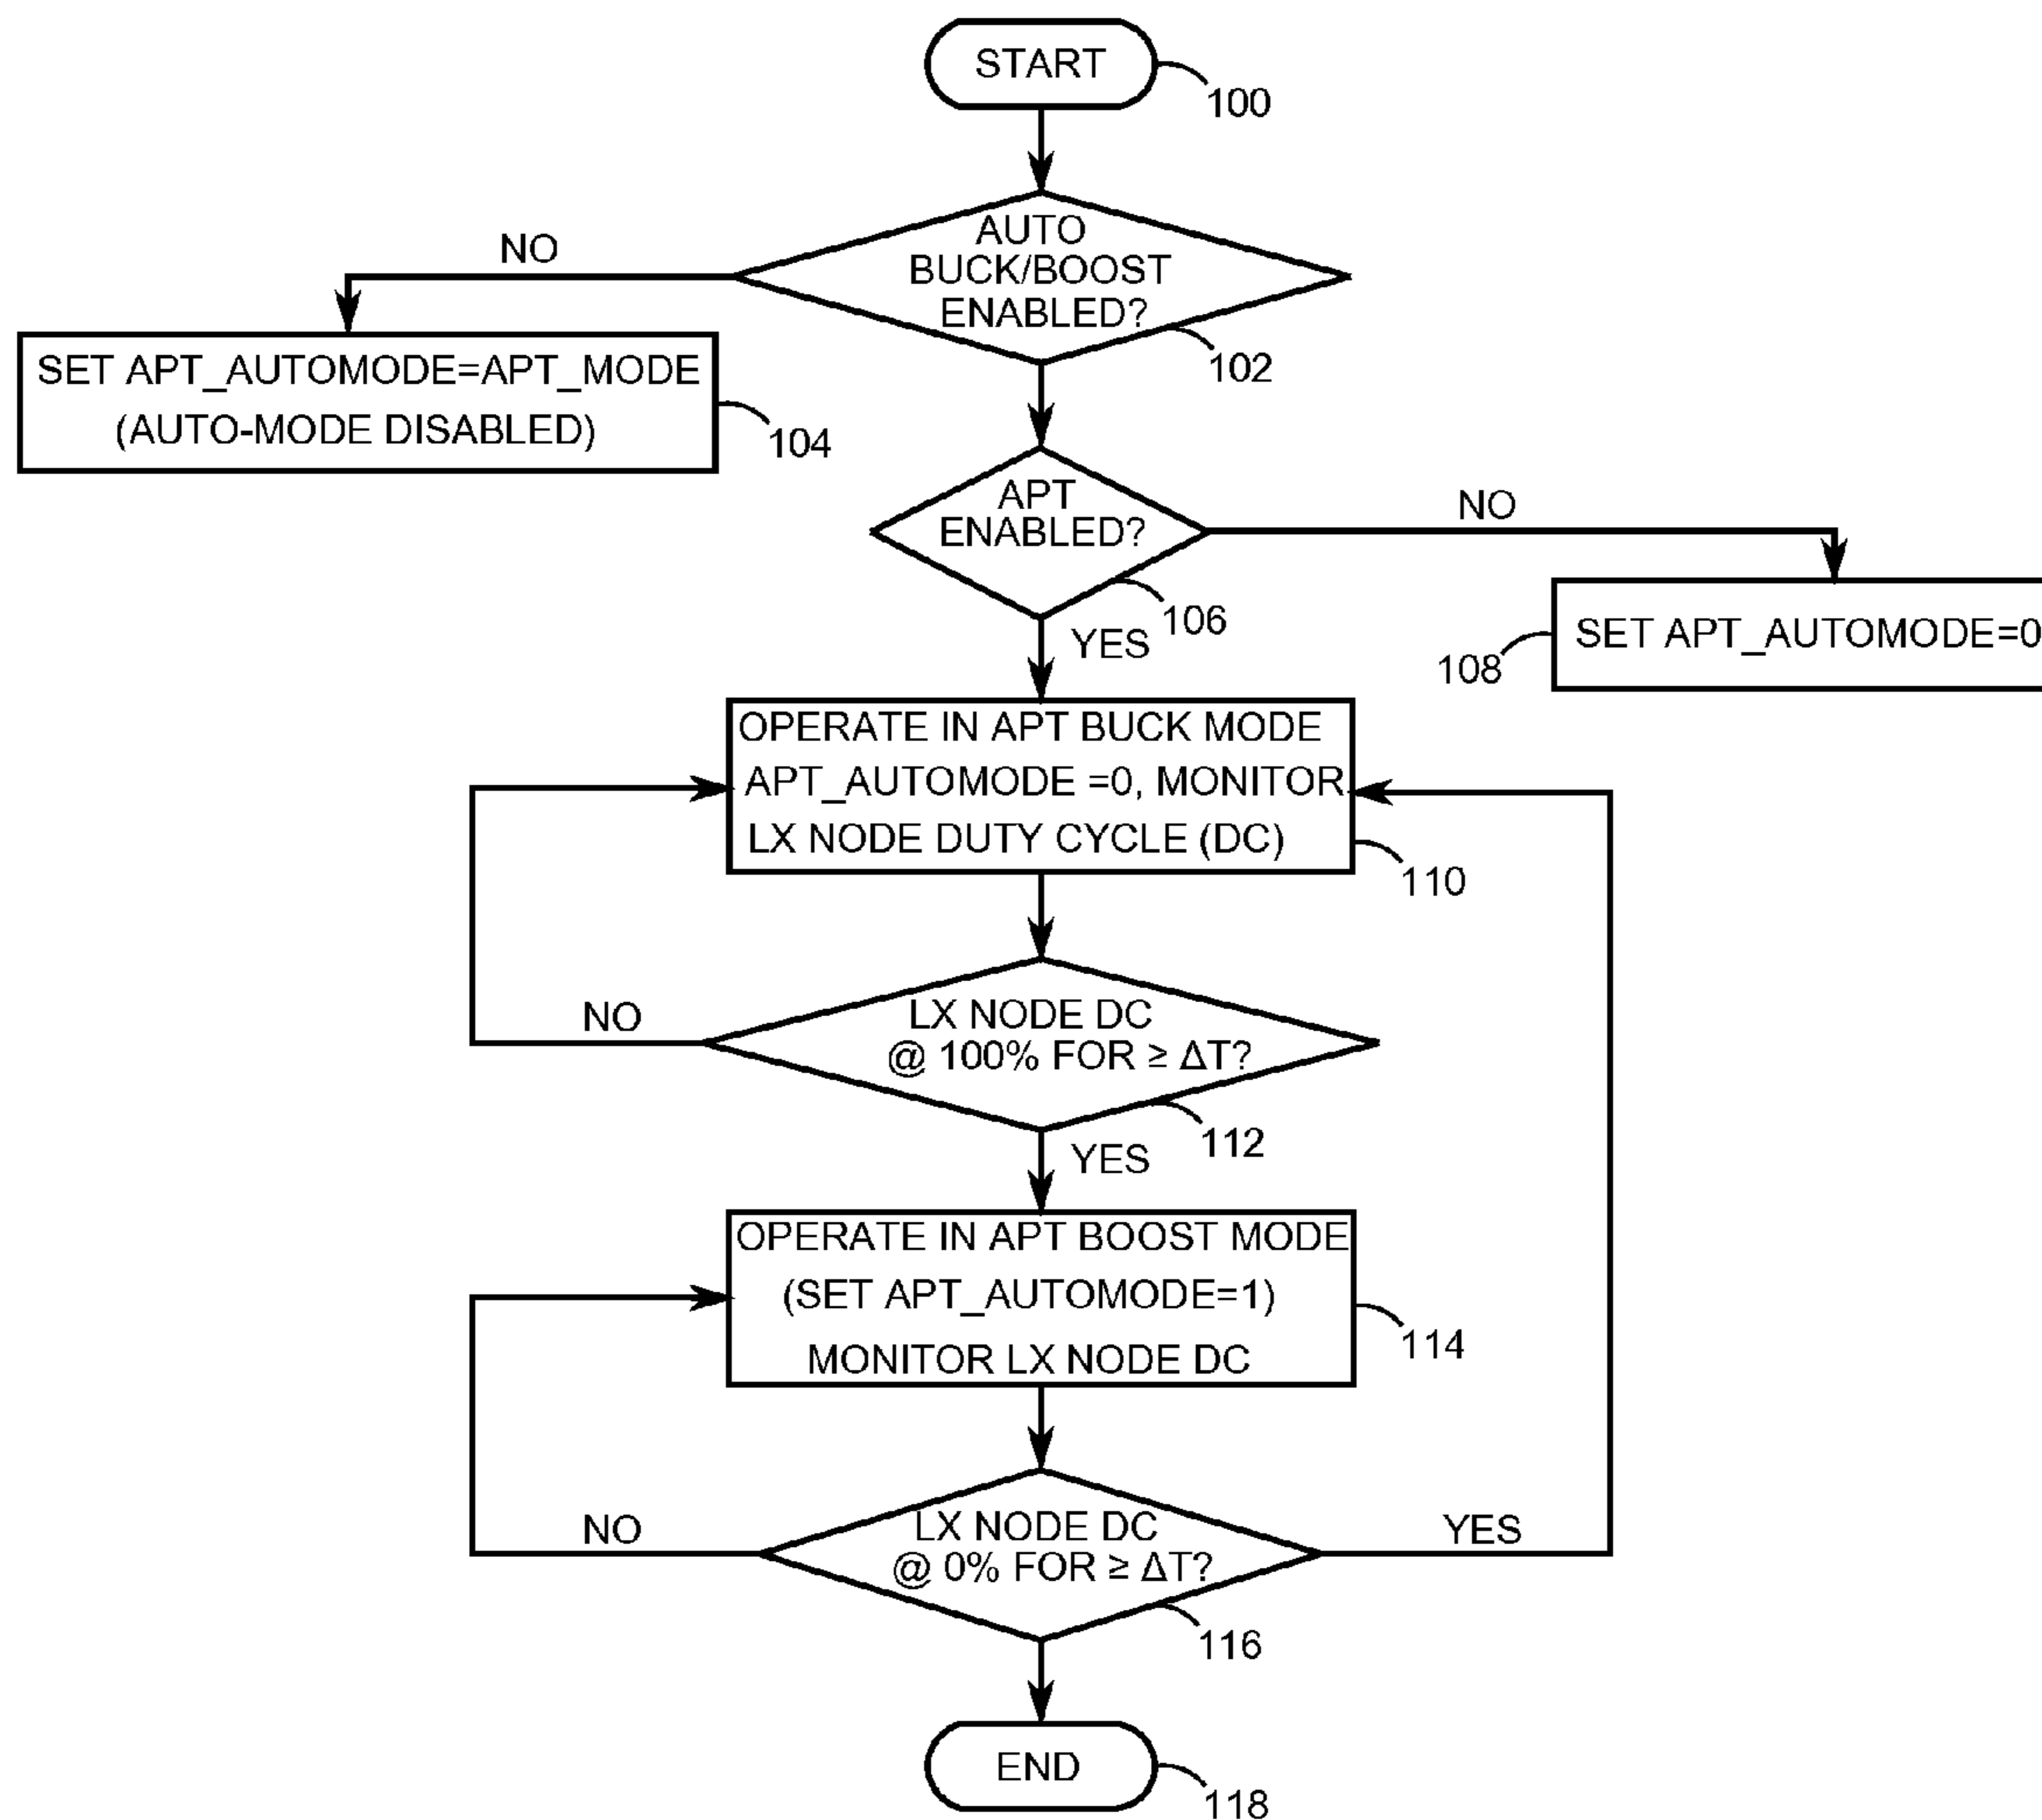 START
100
AUTO
BUCK/BOOST
ENABLED?
102
NO
SET APT_AUTOMODE=APT_MODE
(AUTO-MODE DISABLED)
104
APT
ENABLED?
106
NO
SET APT_AUTOMODE=0
108
YES
OPERATE IN APT BUCK MODE
APT_AUTOMODE =0, MONITOR
LX NODE DUTY CYCLE (DC)
110
LX NODE DC
@ 100% FOR ≥ ΔT?
112
NO
YES
OPERATE IN APT BOOST MODE
(SET APT_AUTOMODE=1)
MONITOR LX NODE DC
114
LX NODE DC
@ 0% FOR ≥ ΔT?
116
NO
YES
END
118